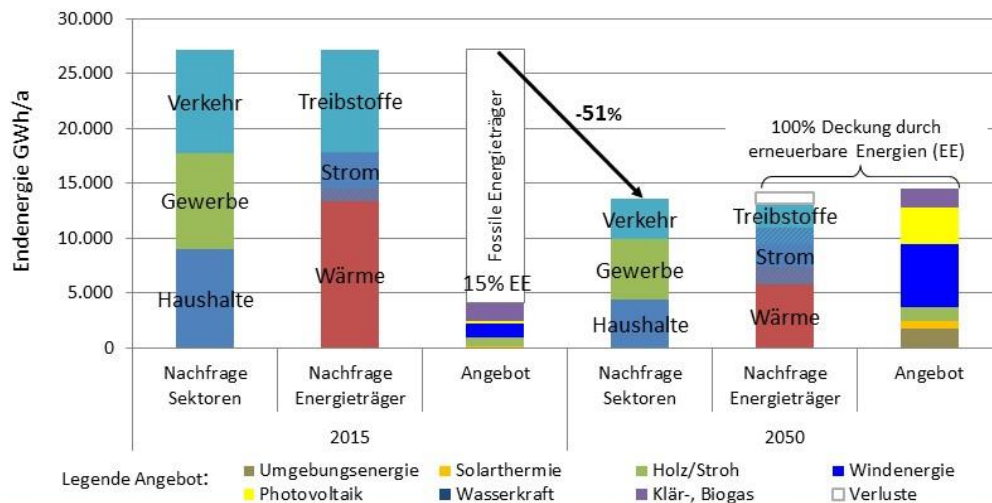 Endenergie GWh/a
30.000
25.000
20.000
15.000
10.000
5.000
0
Verkehr
Gewerbe
Haushalte
Treibstoffe
Strom
Wärme
Fossile Energieträger
15% EE
-51%
Verkehr
Gewerbe
Haushalte
100% Deckung durch
erneuerbare Energien (EE)
Treibstoffe
Strom
Wärme
Nachfrage
Sektoren
Nachfrage
Energieträger
Angebot
Nachfrage
Sektoren
Nachfrage
Energieträger
Angebot
2015
2050
Legende Angebot:
Umgebungsenergie
Solarthermie
Holz/Stroh
Windenergie
Photovoltaik
Wasserkraft
Klär-, Biogas
Verluste